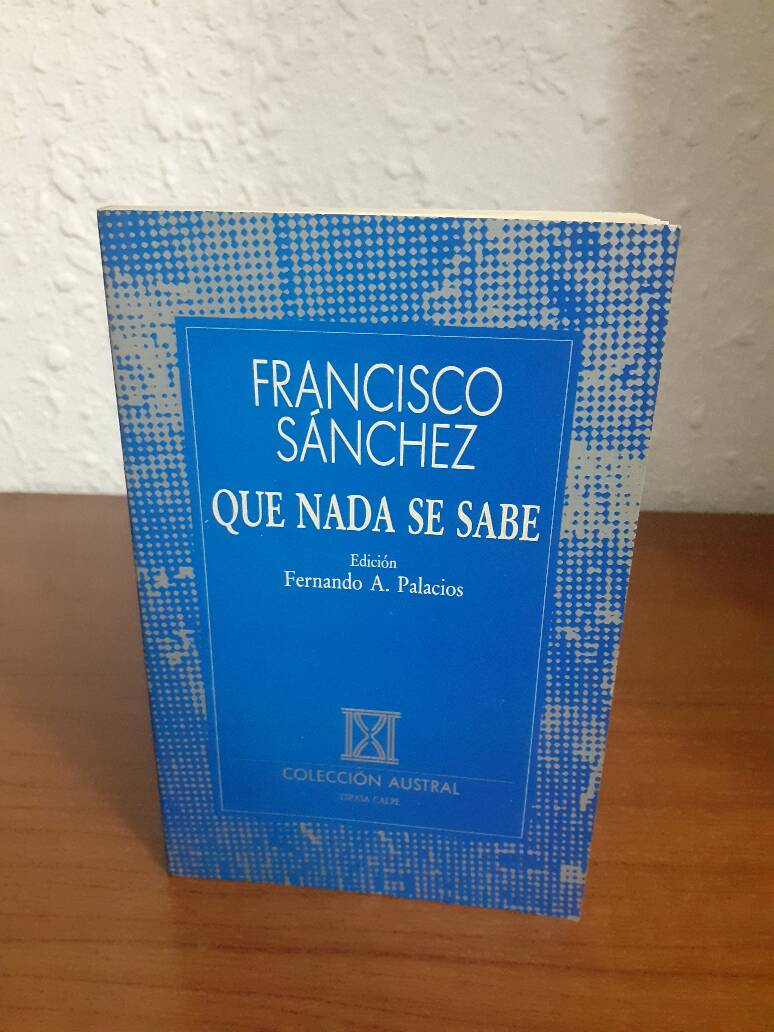 FRANCISCO
SÁNCHEZ
QUE NADA SE SABE
Edición
Fernando A. Palacios
COLECCIÓN AUSTRAL
ESPASA CALPE